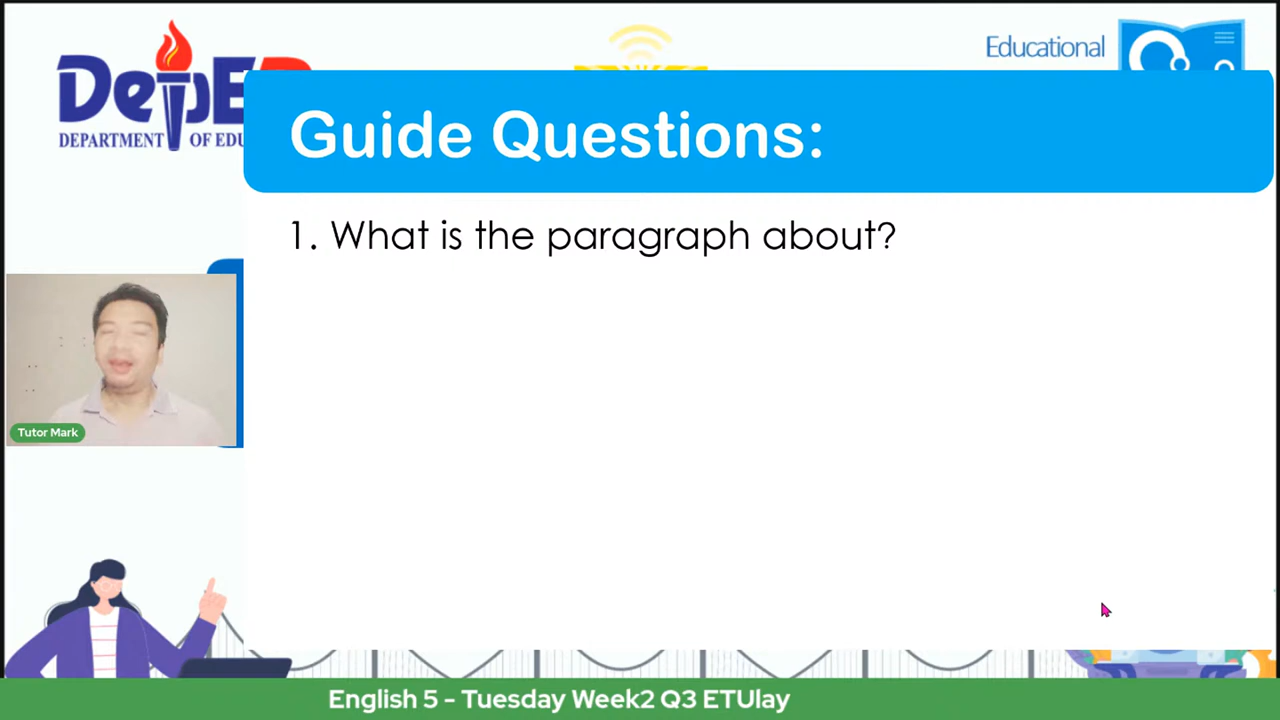 DepE
DEPARTMENT OF EDU
Educational
Guide Questions:
1. What is the paragraph about?
Tutor Mark
English 5 - Tuesday Week2 Q3 ETUlay